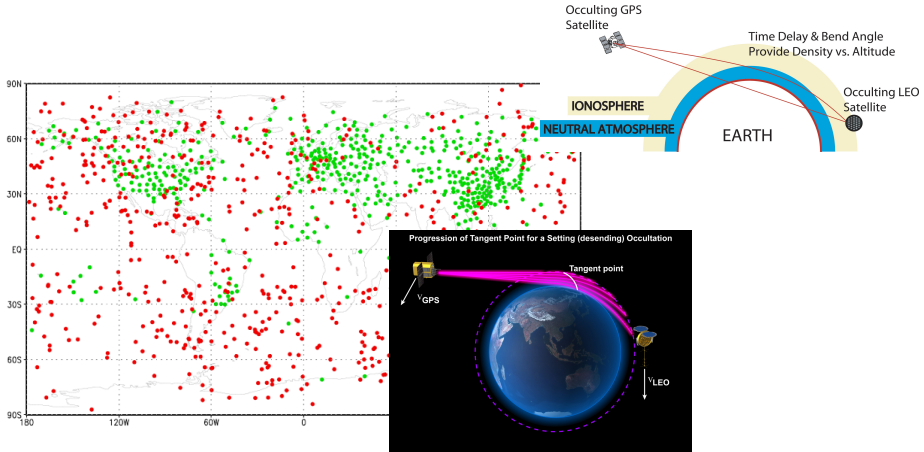 Occulting GPS
Satellite
Time Delay & Bend Angle
Provide Density vs. Altitude
Occulting LEO
Satellite
IONOSPHERE
NEUTRAL ATMOSPHERE
EARTH
90N
60N
30N
EQ
30S
60S
90S
180
120W
60W
0
Progression of Tangent Point for a Setting (desending) Occultation
Tangent point
VGPS
VLEO